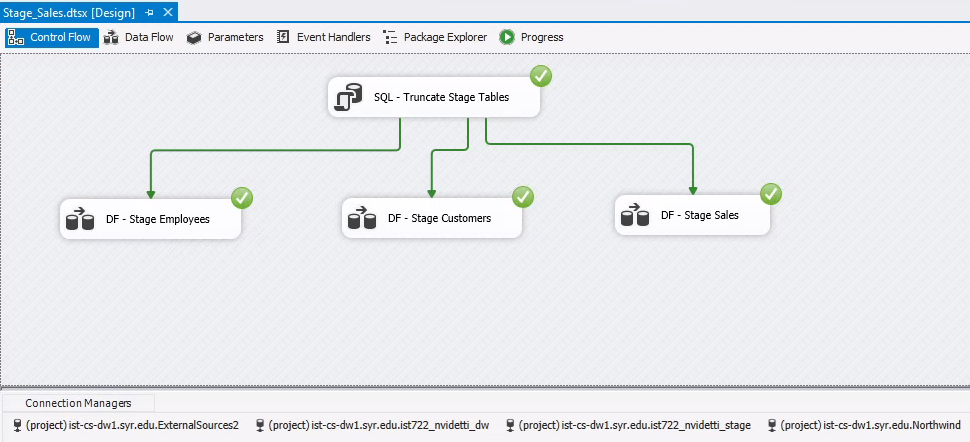 Stage_Sales.dtsx [Design]
Control Flow Data Flow Parameters Event Handlers Package Explorer Progress
SQL - Truncate Stage Tables
DF - Stage Employees DF - Stage Customers DF - Stage Sales
Connection Managers
(project) ist-cs-dw1.syr.edu.ExternalSources2 (project) ist-cs-dw1.syr.edu.ist722_nvidetti_dw (project) ist-cs-dw1.syr.edu.ist722_nvidetti_stage (project) ist-cs-dw1.syr.edu.Northwind